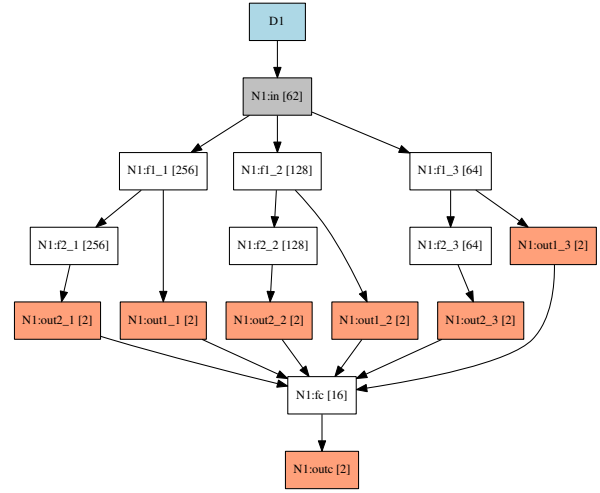 D1
N1:in [62]
N1:f1_1 [256]
N1:f1_2 [128]
N1:f1_3 [64]
N1:f2_1 [256]
N1:f2_2 [128]
N1:f2_3 [64]
N1:out1_3 [2]
N1:out2_1 [2]
N1:out1_1 [2]
N1:out2_2 [2]
N1:out1_2 [2]
N1:out2_3 [2]
N1:fc [16]
N1:outc [2]